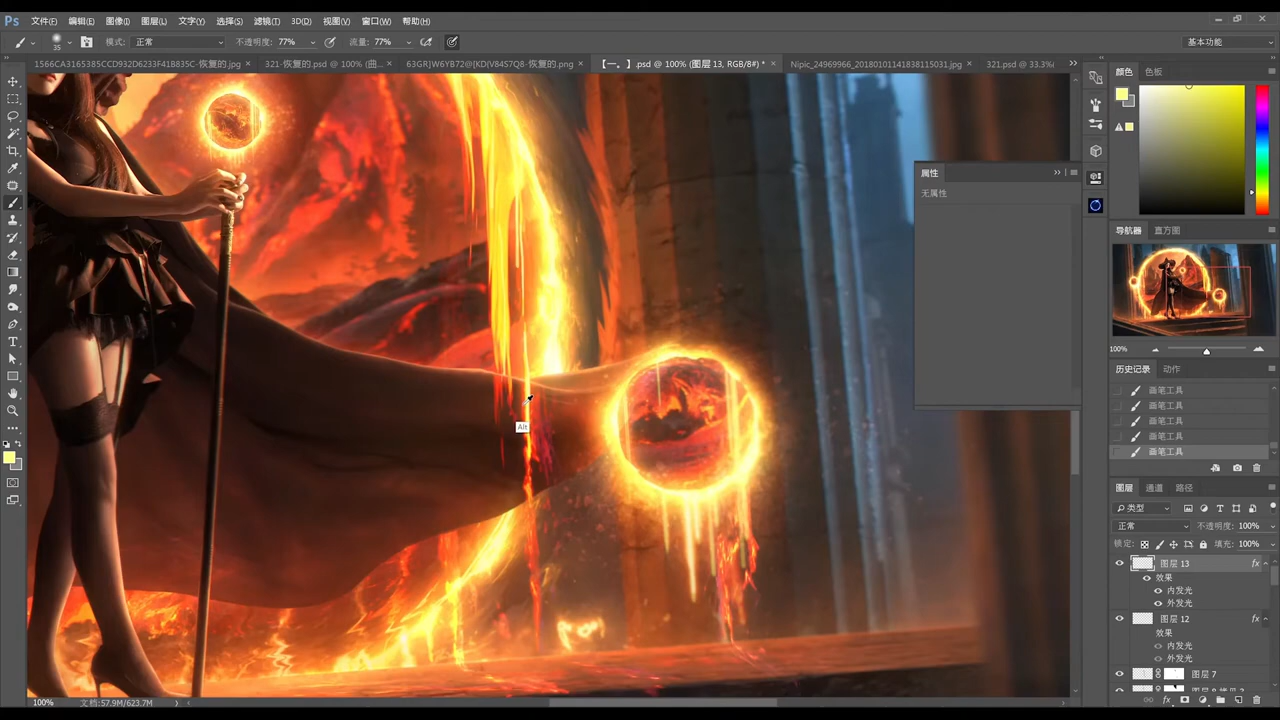 Ps 文件(F) 编辑(E) 图像(I) 图层(L) 文字(Y) 选择(S) 滤镜(T) 3D(D) 视图(V) 窗口(W) 帮助(H)
35 模式: 正常 不透明度: 77% 流量: 77% 基本功能
1566CA3165385CCD932D6233F41B835C-恢复的.jpg × 321-恢复的.psd @ 100% (曲... × 63GR}W6YB72@[KD(V84S7Q8-恢复的.png × 【一。】.psd @ 100% (图层 13, RGB/8#) * × Nipic_24969966_20180101141838115031.jpg × 321.psd @ 33.3%(
颜色 色板
属性
无属性
导航器 直方图
100%
历史记录 动作
画笔工具
画笔工具
画笔工具
画笔工具
画笔工具
Alt
图层 通道 路径
类型
正常 不透明度: 100%
锁定: 填充: 100%
图层 13 fx
效果
内发光
外发光
图层 12 fx
效果
内发光
外发光
图层 7
100% 文档:57.9M/623.7M